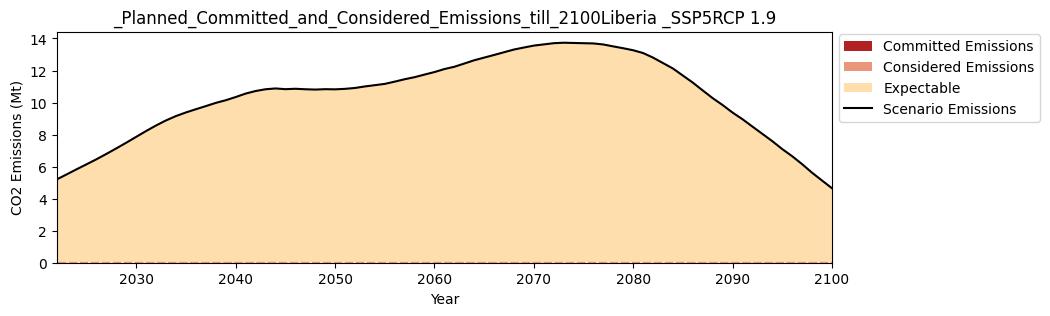 _Planned_Committed_and_Considered_Emissions_till_2100Liberia _SSP5RCP 1.9
14
12
10
8
6
4
2
0
CO2 Emissions (Mt)
2030 2040 2050 2060 2070 2080 2090 2100
Year
Committed Emissions
Considered Emissions
Expectable
Scenario Emissions